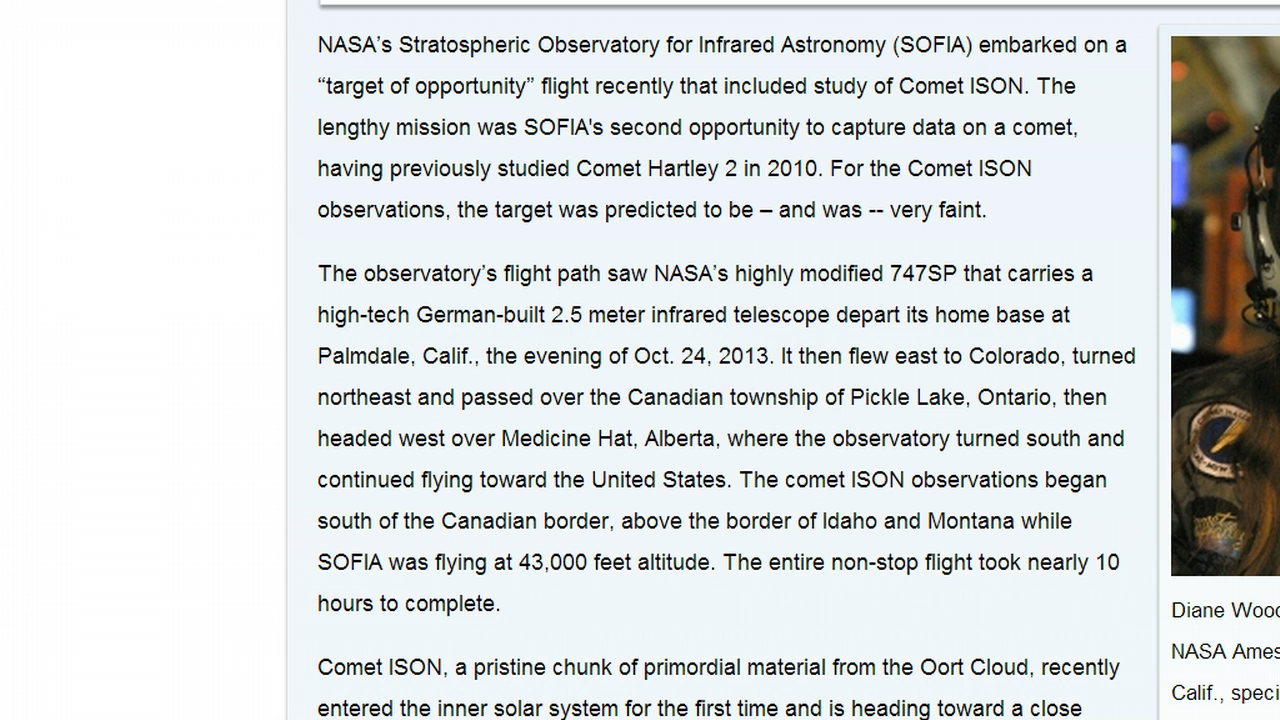 NASA’s Stratospheric Observatory for Infrared Astronomy (SOFIA) embarked on a
“target of opportunity” flight recently that included study of Comet ISON. The
lengthy mission was SOFIA's second opportunity to capture data on a comet,
having previously studied Comet Hartley 2 in 2010. For the Comet ISON
observations, the target was predicted to be – and was -- very faint.
The observatory’s flight path saw NASA’s highly modified 747SP that carries a
high-tech German-built 2.5 meter infrared telescope depart its home base at
Palmdale, Calif., the evening of Oct. 24, 2013. It then flew east to Colorado, turned
northeast and passed over the Canadian township of Pickle Lake, Ontario, then
headed west over Medicine Hat, Alberta, where the observatory turned south and
continued flying toward the United States. The comet ISON observations began
south of the Canadian border, above the border of Idaho and Montana while
SOFIA was flying at 43,000 feet altitude. The entire non-stop flight took nearly 10
hours to complete.
Comet ISON, a pristine chunk of primordial material from the Oort Cloud, recently
entered the inner solar system for the first time and is heading toward a close
Diane
NASA Ames
Calif.,